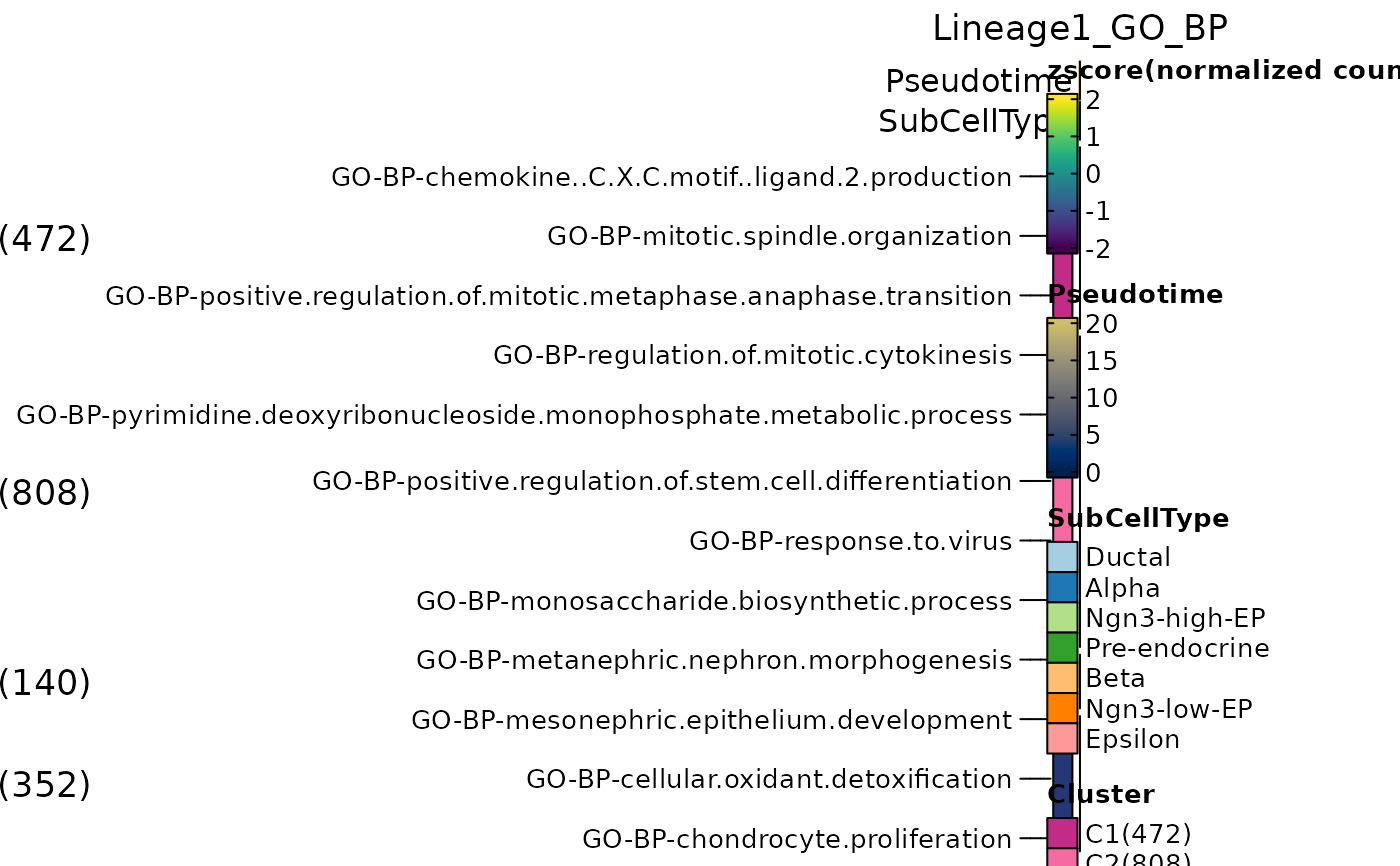 Lineage1_GO_BP
Pseudotime
SubCellTyp
GO-BP-chemokine..C.X.C.motif..ligand.2.production
(472)
GO-BP-mitotic.spindle.organization
GO-BP-positive.regulation.of.mitotic.metaphase.anaphase.transition
GO-BP-regulation.of.mitotic.cytokinesis
GO-BP-pyrimidine.deoxyribonucleoside.monophosphate.metabolic.process
(808)
GO-BP-positive.regulation.of.stem.cell.differentiation
GO-BP-response.to.virus
GO-BP-monosaccharide.biosynthetic.process
GO-BP-metanephric.nephron.morphogenesis
(140)
GO-BP-mesonephric.epithelium.development
(352)
GO-BP-cellular.oxidant.detoxification
GO-BP-chondrocyte.proliferation
zscore(normalized coun
2
1
0
-1
-2
Pseudotime
20
15
10
5
0
SubCellType
Ductal
Alpha
Ngn3-high-EP
Pre-endocrine
Beta
Ngn3-low-EP
Epsilon
Cluster
C1(472)
C2(808)